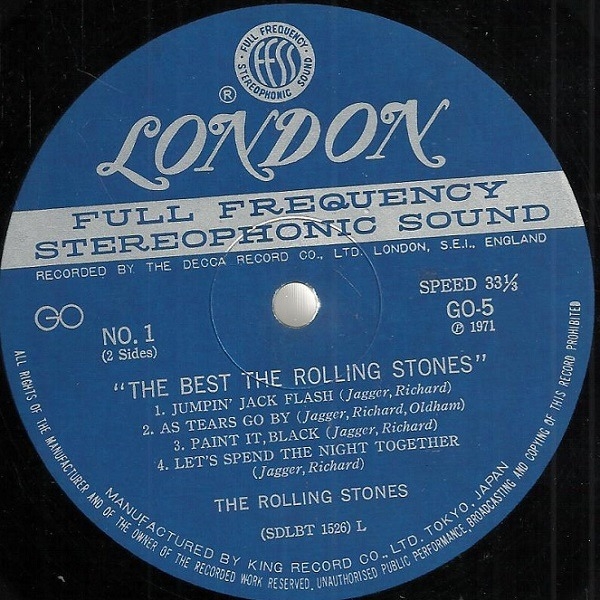 FULL FREQUENCY
FFSS
STEREOPHONIC SOUND
®
LONDON
FULL FREQUENCY
STEREOPHONIC SOUND
RECORDED BY THE DECCA RECORD CO., LTD. LONDON, S.E.I., ENGLAND
GO
SPEED 33⅓
GO-5
℗ 1971
NO. 1
(2 Sides)
"THE BEST THE ROLLING STONES"
1. JUMPIN' JACK FLASH (Jagger, Richard)
2. AS TEARS GO BY (Jagger, Richard, Oldham)
3. PAINT IT, BLACK (Jagger, Richard)
4. LET'S SPEND THE NIGHT TOGETHER
(Jagger, Richard)
THE ROLLING STONES
(SDLBT 1526) L
MANUFACTURED BY KING RECORD CO., LTD. TOKYO, JAPAN
ALL RIGHTS OF THE MANUFACTURER AND OF THE OWNER OF THE RECORDED WORK RESERVED, UNAUTHORISED PUBLIC PERFORMANCE, BROADCASTING AND COPYING OF THIS RECORD PROHIBITED